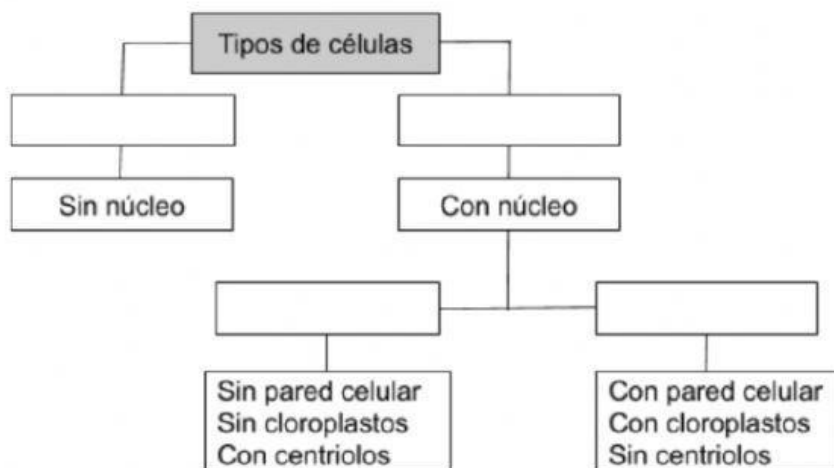 Tipos de células
Sin núcleo
Con núcleo
Sin pared celular
Sin cloroplastos
Con centriolos
Con pared celular
Con cloroplastos
Sin centriolos